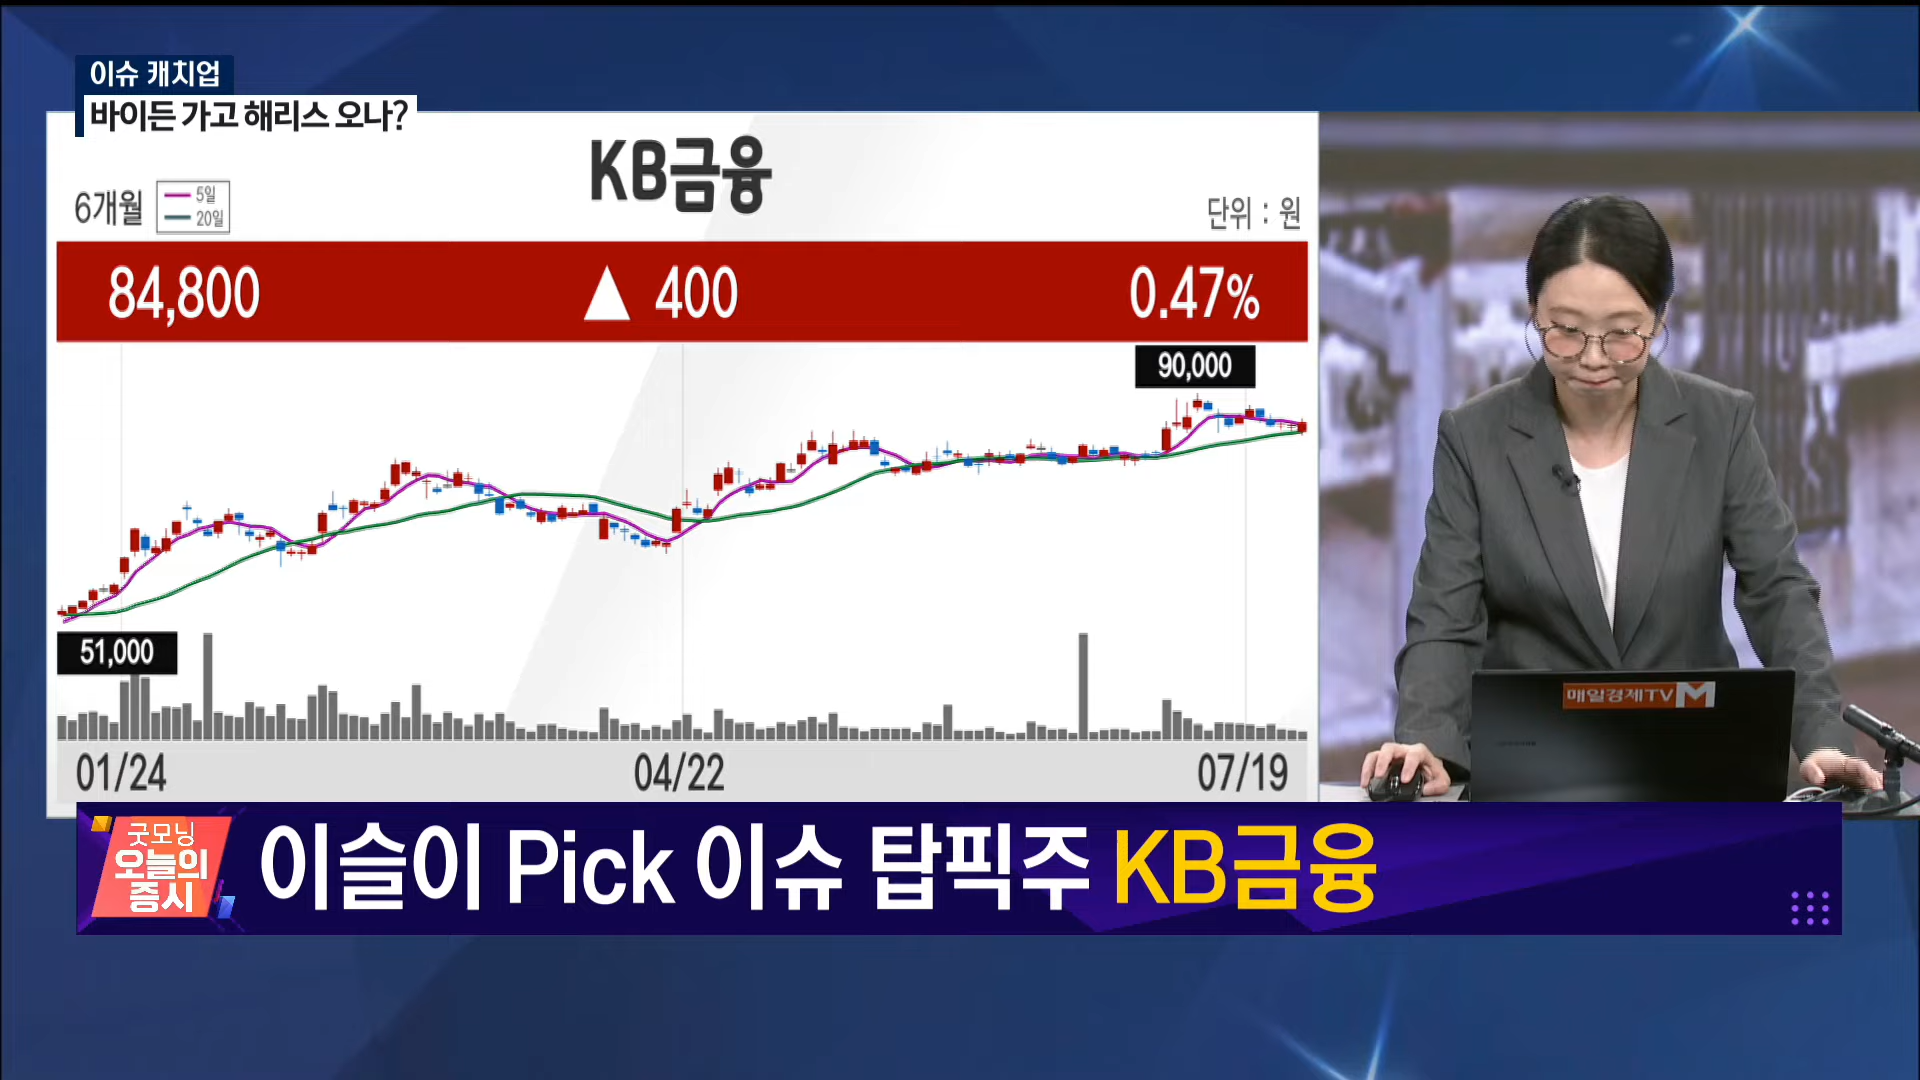 이슈 캐치업
바이든 가고 해리스 오나?
KB금융
6개월
5일
20일
단위 : 원
84,800 ▲ 400 0.47%
90,000
51,000
01/24 04/22 07/19
매일경제TV M
굿모닝
오늘의
증시
이슬이 Pick 이슈 탑픽주 KB금융